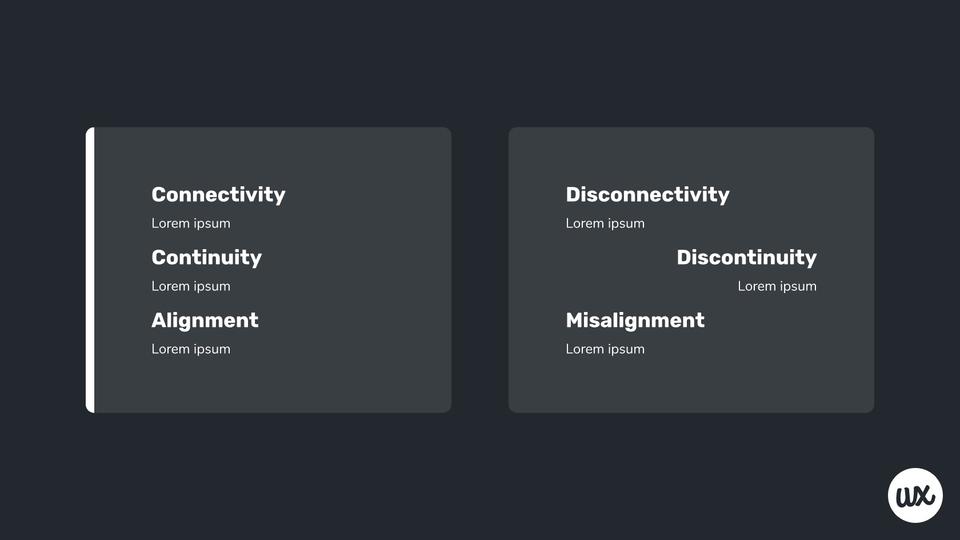 Connectivity
Lorem ipsum
Continuity
Lorem ipsum
Alignment
Lorem ipsum
Disconnectivity
Lorem ipsum
Discontinuity
Lorem ipsum
Misalignment
Lorem ipsum
ux